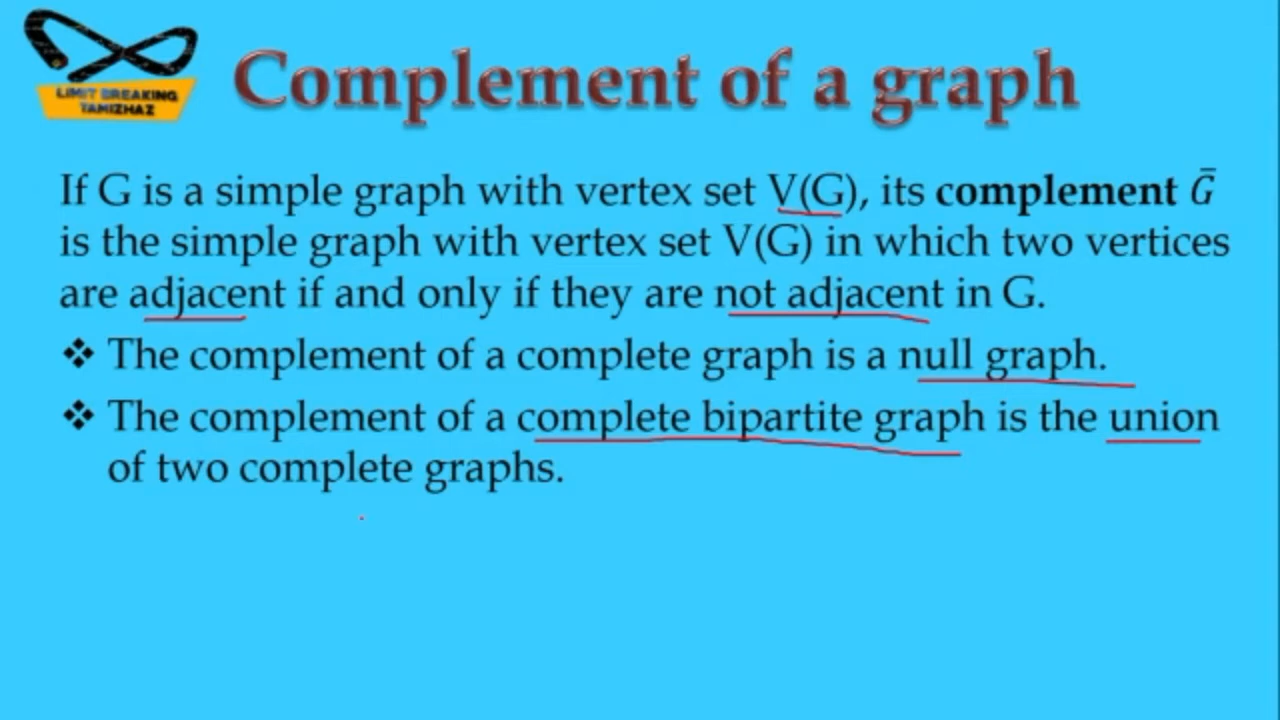 LIMIT BREAKING
TAMIZHAZ
Complement of a graph
If G is a simple graph with vertex set V(G), its complement Ḡ
is the simple graph with vertex set V(G) in which two vertices
are adjacent if and only if they are not adjacent in G.
❖ The complement of a complete graph is a null graph.
❖ The complement of a complete bipartite graph is the union
of two complete graphs.